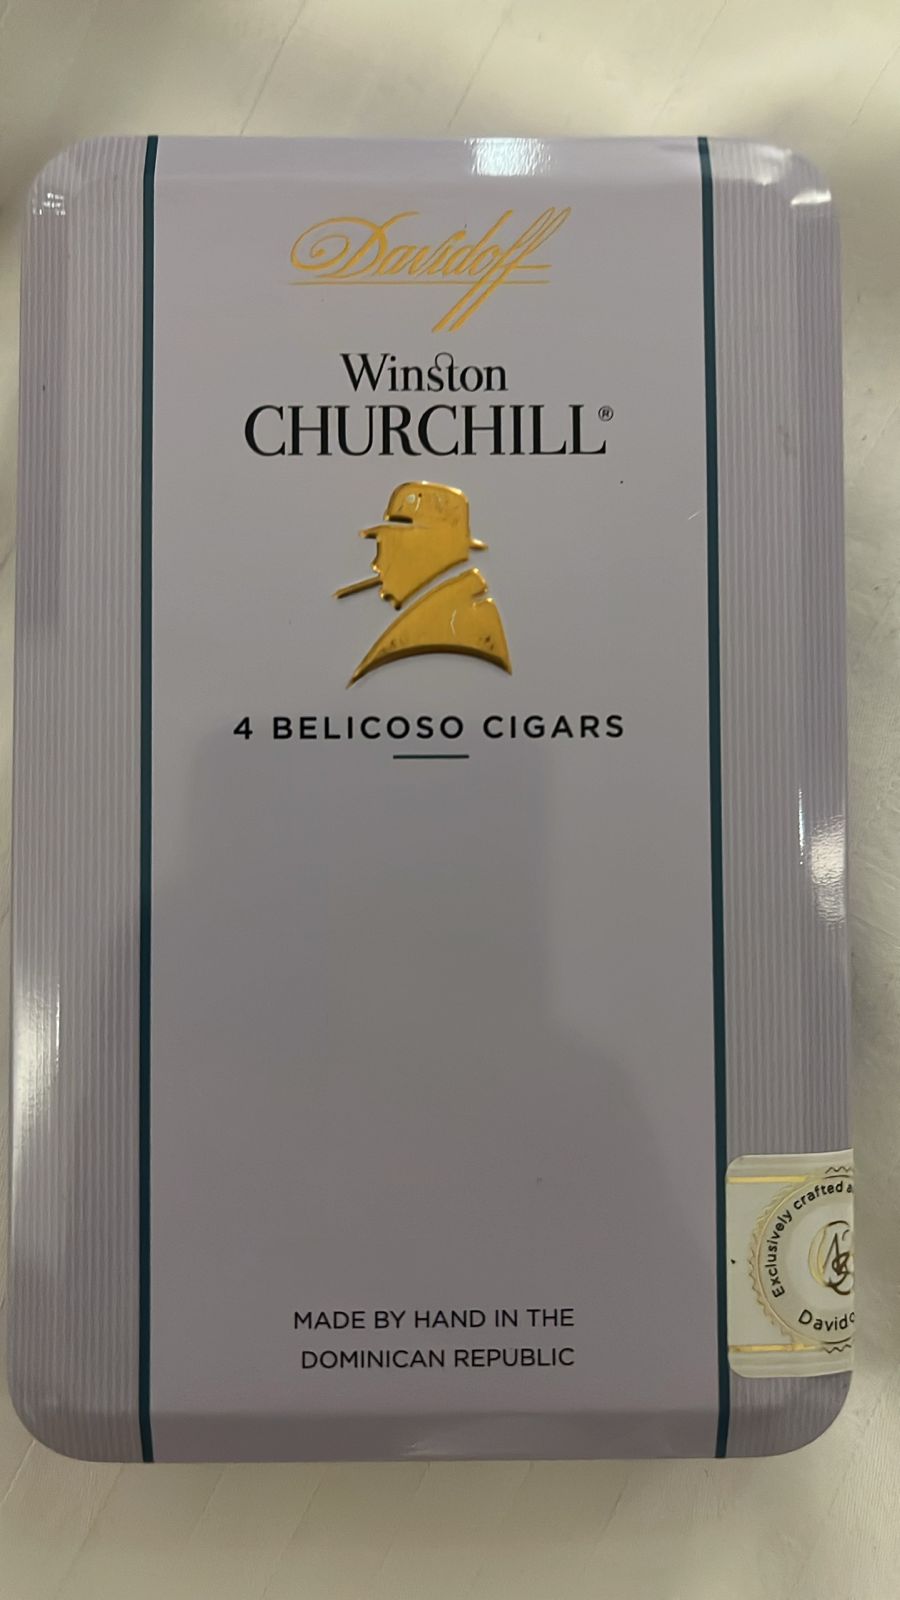 Davidoff
Winston
CHURCHILL®
4 BELICOSO CIGARS
MADE BY HAND IN THE
DOMINICAN REPUBLIC
Exclusively crafted